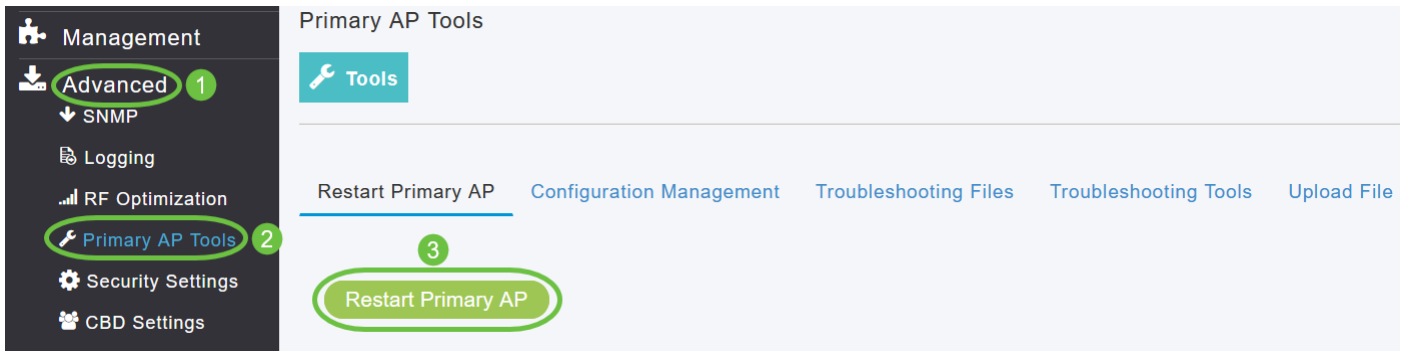 Management
Advanced 1
SNMP
Logging
RF Optimization
Primary AP Tools 2
Security Settings
CBD Settings
Primary AP Tools
Tools
Restart Primary AP Configuration Management Troubleshooting Files Troubleshooting Tools Upload File
3
Restart Primary AP